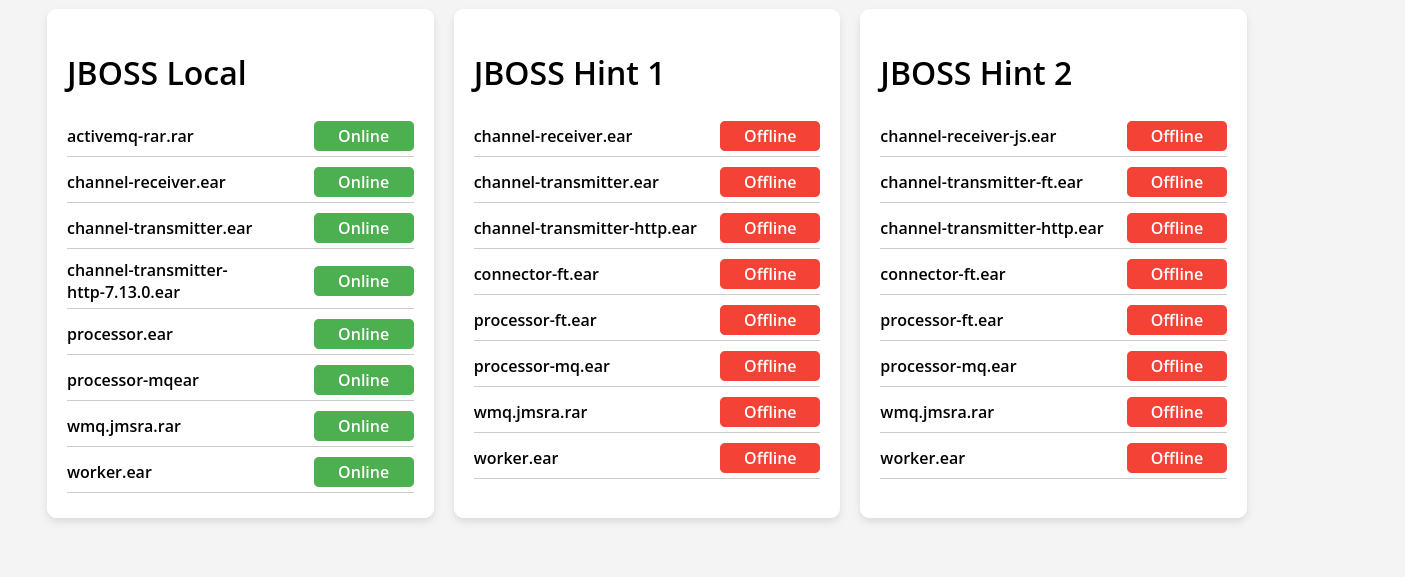 JBOSS Local
activemq-rar.rar Online
channel-receiver.ear Online
channel-transmitter.ear Online
channel-transmitter-
http-7.13.0.ear Online
processor.ear Online
processor-mqear Online
wmq.jmsra.rar Online
worker.ear Online
JBOSS Hint 1
channel-receiver.ear Offline
channel-transmitter.ear Offline
channel-transmitter-http.ear Offline
connector-ft.ear Offline
processor-ft.ear Offline
processor-mq.ear Offline
wmq.jmsra.rar Offline
worker.ear Offline
JBOSS Hint 2
channel-receiver-js.ear Offline
channel-transmitter-ft.ear Offline
channel-transmitter-http.ear Offline
connector-ft.ear Offline
processor-ft.ear Offline
processor-mq.ear Offline
wmq.jmsra.rar Offline
worker.ear Offline